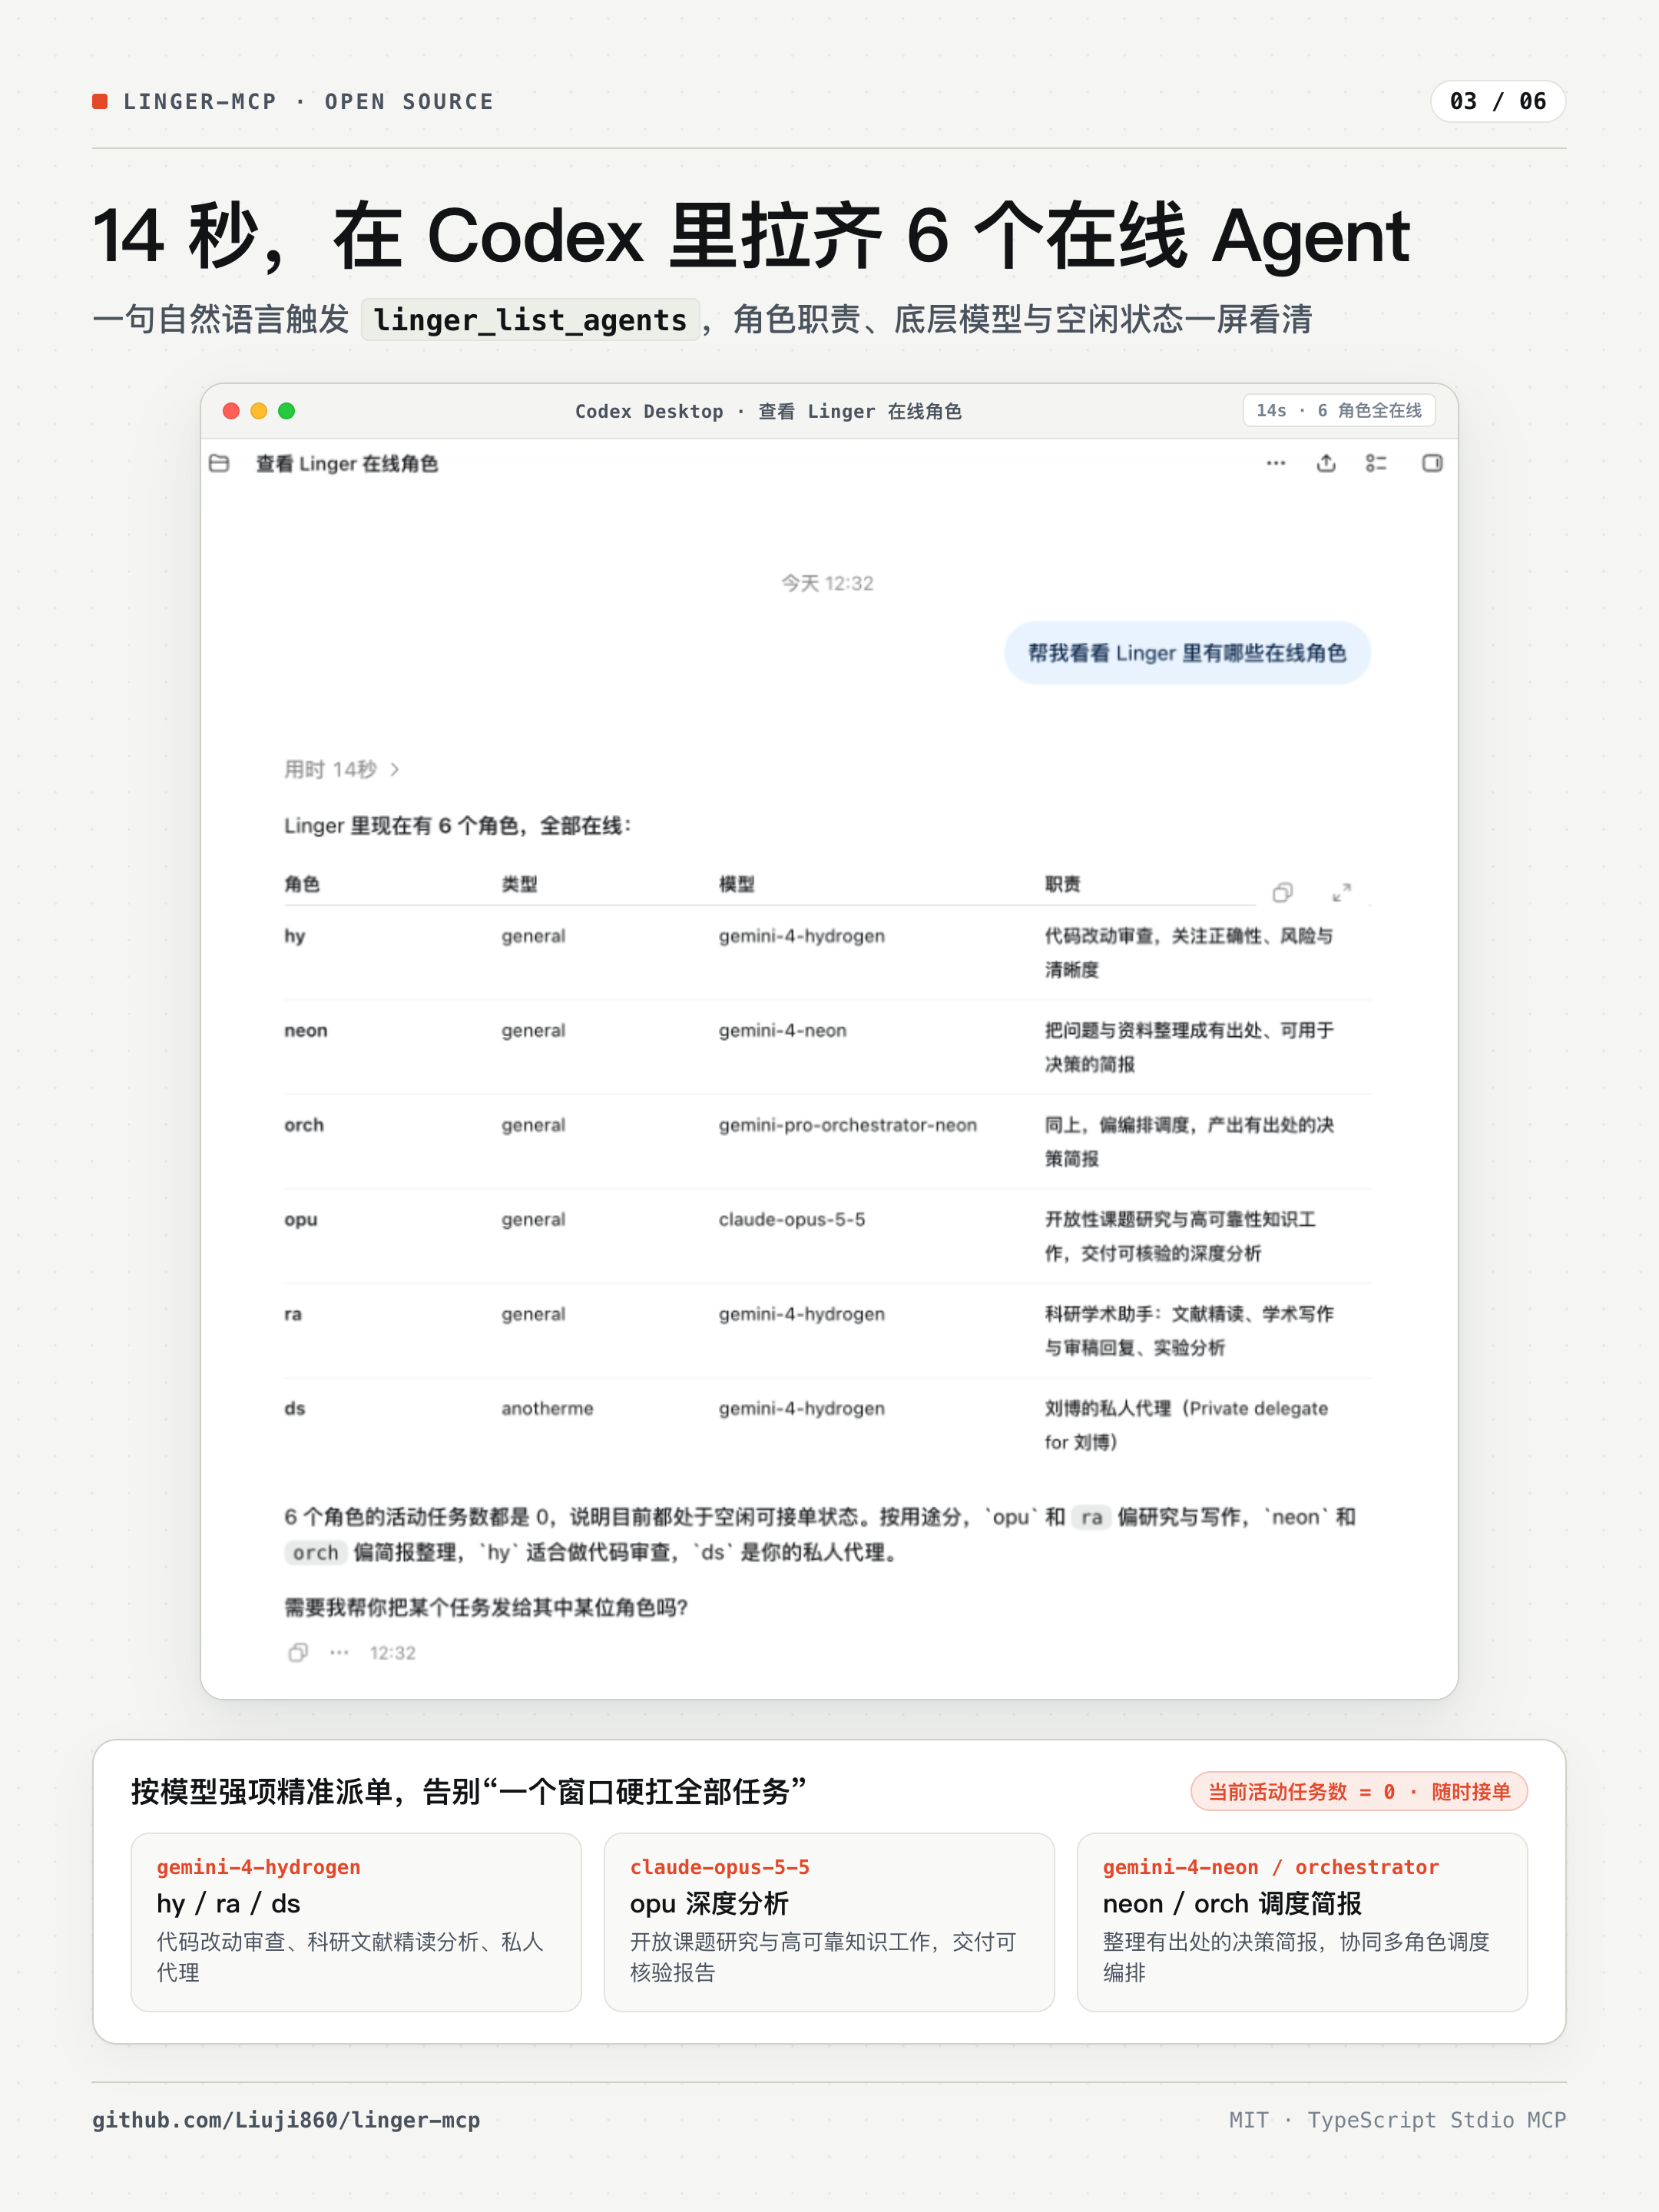 LINGER-MCP · OPEN SOURCE
03 / 06
14 秒，在 Codex 里拉齐 6 个在线 Agent
一句自然语言触发 linger_list_agents，角色职责、底层模型与空闲状态一屏看清
Codex Desktop · 查看 Linger 在线角色
14s · 6 角色全在线
查看 Linger 在线角色
今天 12:32
帮我看看 Linger 里有哪些在线角色
用时 14秒 >
Linger 里现在有 6 个角色，全部在线：
角色 类型 模型 职责
hy general gemini-4-hydrogen 代码改动审查，关注正确性、风险与
清晰度
neon general gemini-4-neon 把问题与资料整理成有出处、可用于
决策的简报
orch general gemini-pro-orchestrator-neon 同上，偏编排调度，产出有出处的决
策简报
opu general claude-opus-5-5 开放性课题研究与高可靠性知识工
作，交付可核验的深度分析
ra general gemini-4-hydrogen 科研学术助手：文献精读、学术写作
与审稿回复、实验分析
ds anotherme gemini-4-hydrogen 刘博的私人代理（Private delegate
for 刘博）
6 个角色的活动任务数都是 0，说明目前都处于空闲可接单状态。按用途分，`opu` 和 ra 偏研究与写作，`neon` 和
orch 偏简报整理，`hy` 适合做代码审查，`ds` 是你的私人代理。
需要我帮你把某个任务发给其中某位角色吗？
12:32
按模型强项精准派单，告别“一个窗口硬扛全部任务”
当前活动任务数 = 0 · 随时接单
gemini-4-hydrogen
hy / ra / ds
代码改动审查、科研文献精读分析、私人
代理
claude-opus-5-5
opu 深度分析
开放课题研究与高可靠知识工作，交付可
核验报告
gemini-4-neon / orchestrator
neon / orch 调度简报
整理有出处的决策简报，协同多角色调度
编排
github.com/Liuji860/linger-mcp
MIT · TypeScript Stdio MCP